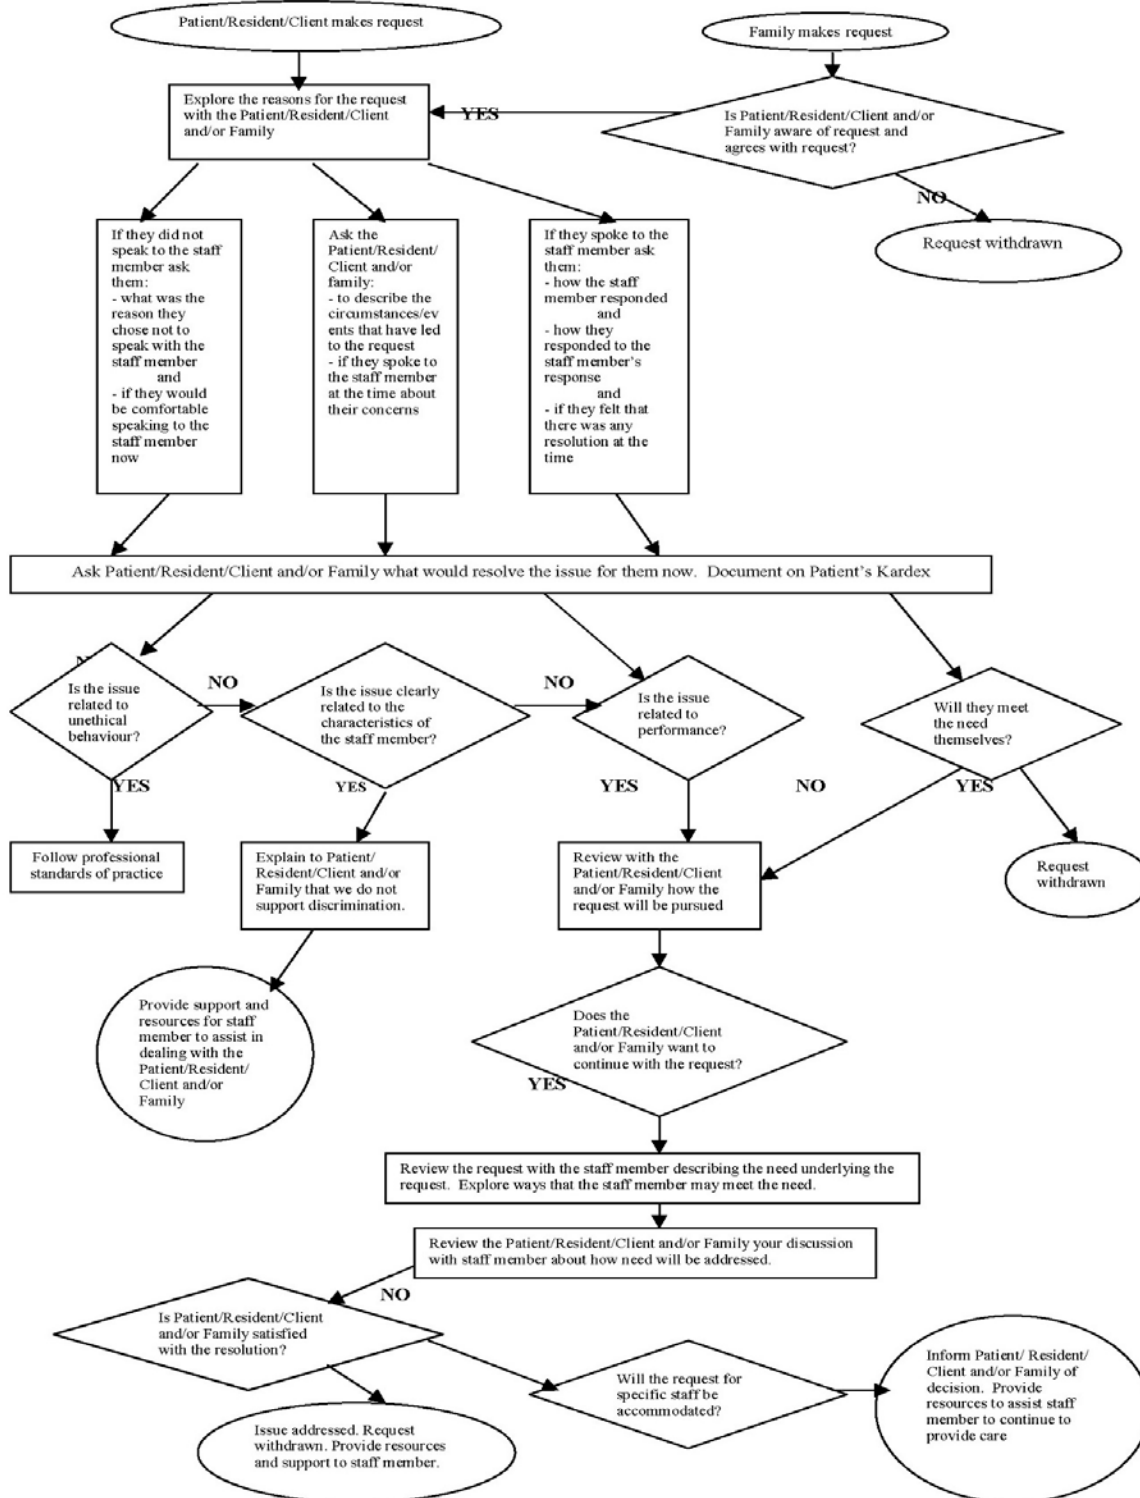 Patient/Resident/Client makes request
Family makes request
Explore the reasons for the request
with the Patient/Resident/Client
and/or Family
YES
Is Patient/Resident/Client and/or
Family aware of request and
agrees with request?
NO
Request withdrawn
If they did not
speak to the staff
member ask
them:
- what was the
reason they
chose not to
speak with the
staff member
and
- if they would
be comfortable
speaking to the
staff member
now
Ask the
Patient/Resident/
Client and/or
family:
- to describe the
circumstances/ev
ents that have led
to the request
- if they spoke to
the staff member
at the time about
their concerns
If they spoke to the
staff member ask
them:
- how the staff
member responded
and
- how they
responded to the
staff member's
response
and
- if they felt that
there was any
resolution at the
time
Ask Patient/Resident/Client and/or Family what would resolve the issue for them now. Document on Patient's Kardex
Is the issue
related to
unethical
behaviour?
NO
Is the issue clearly
related to the
characteristics of
the staff member?
NO
Is the issue
related to
performance?
Will they meet
the need
themselves?
YES
YES
YES
NO
YES
Follow professional
standards of practice
Explain to Patient/
Resident/Client and/or
Family that we do not
support discrimination.
Review with the
Patient/Resident/Client
and/or Family how the
request will be pursued
Request
withdrawn
Provide support and
resources for staff
member to assist in
dealing with the
Patient/Resident/
Client and/or
Family
Does the
Patient/Resident/Client
and/or Family want to
continue with the request?
YES
Review the request with the staff member describing the need underlying the
request. Explore ways that the staff member may meet the need.
Review the Patient/Resident/Client and/or Family your discussion
with staff member about how need will be addressed.
NO
Is Patient/Resident/Client
and/or Family satisfied
with the resolution?
Will the request for
specific staff be
accommodated?
Inform Patient/ Resident/
Client and/or Family of
decision. Provide
resources to assist staff
member to continue to
provide care
Issue addressed. Request
withdrawn. Provide resources
and support to staff member.